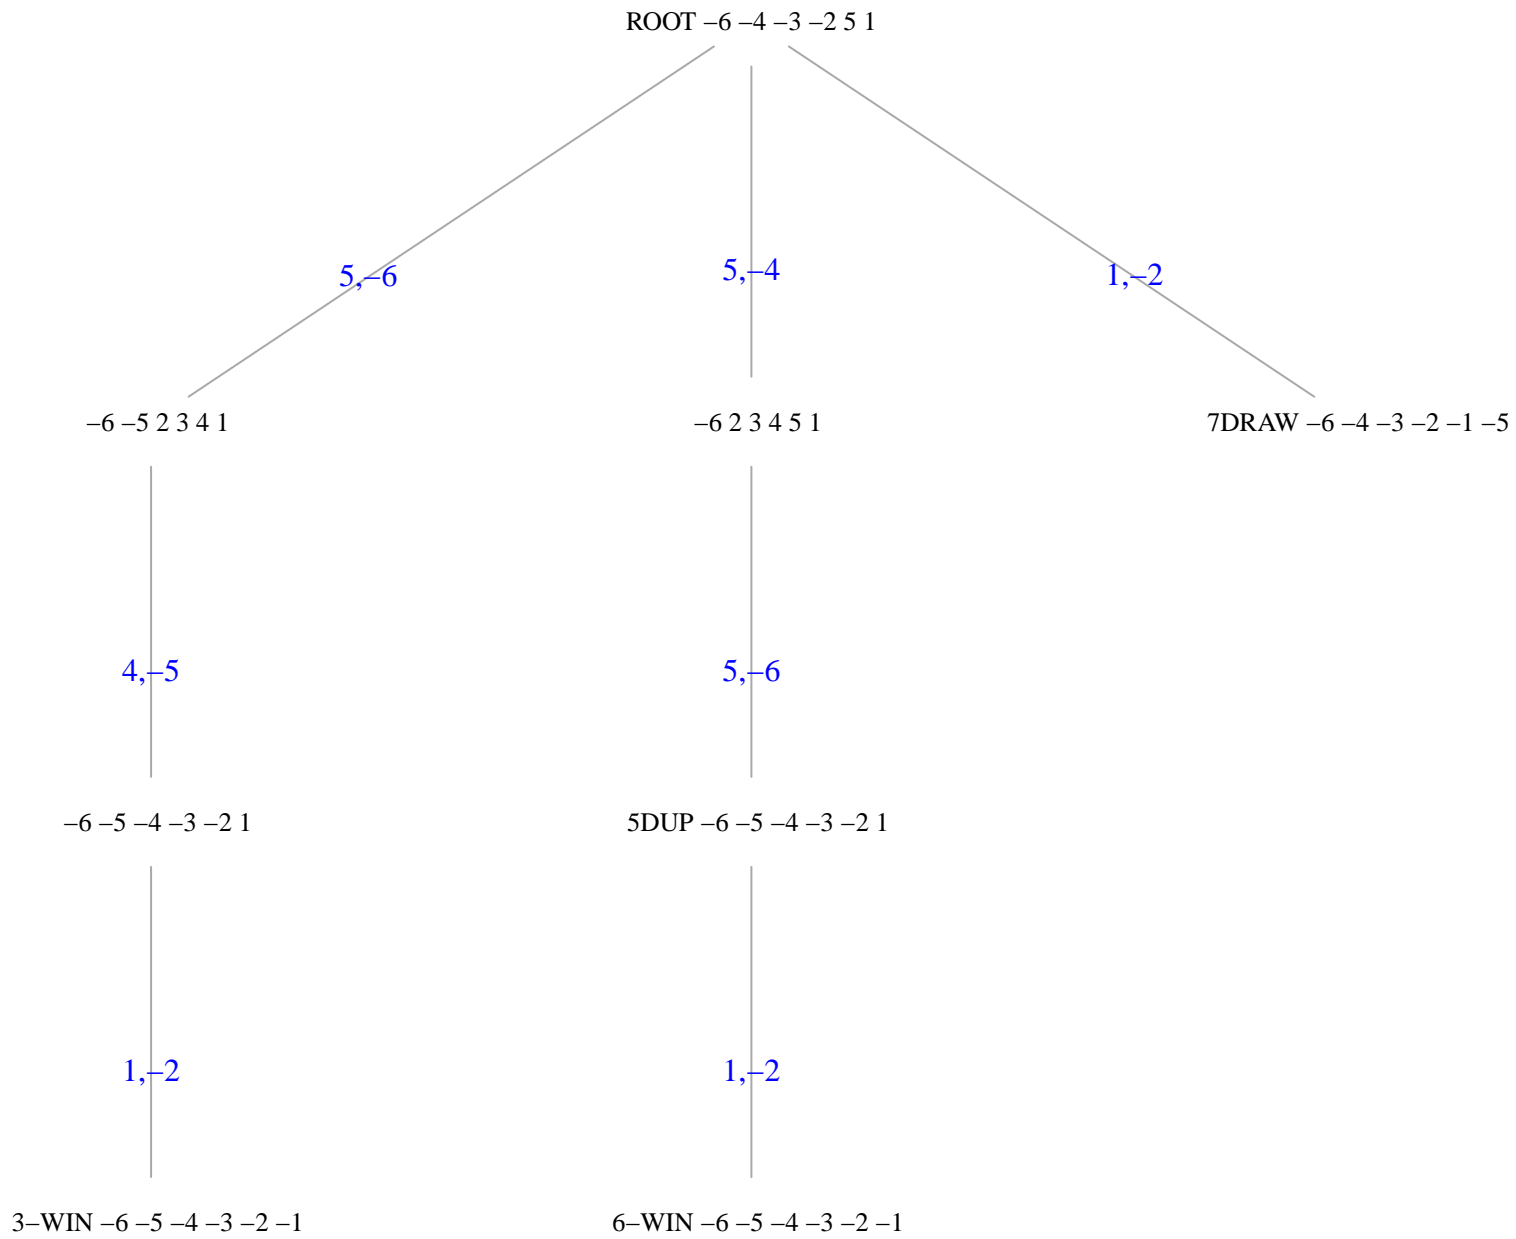 ROOT –6 –4 –3 –2 5 1
5,–6
5,–4
1,–2
–6 –5 2 3 4 1
–6 2 3 4 5 1
7DRAW –6 –4 –3 –2 –1 –5
4,–5
5,–6
–6 –5 –4 –3 –2 1
5DUP –6 –5 –4 –3 –2 1
1,–2
1,–2
3–WIN –6 –5 –4 –3 –2 –1
6–WIN –6 –5 –4 –3 –2 –1